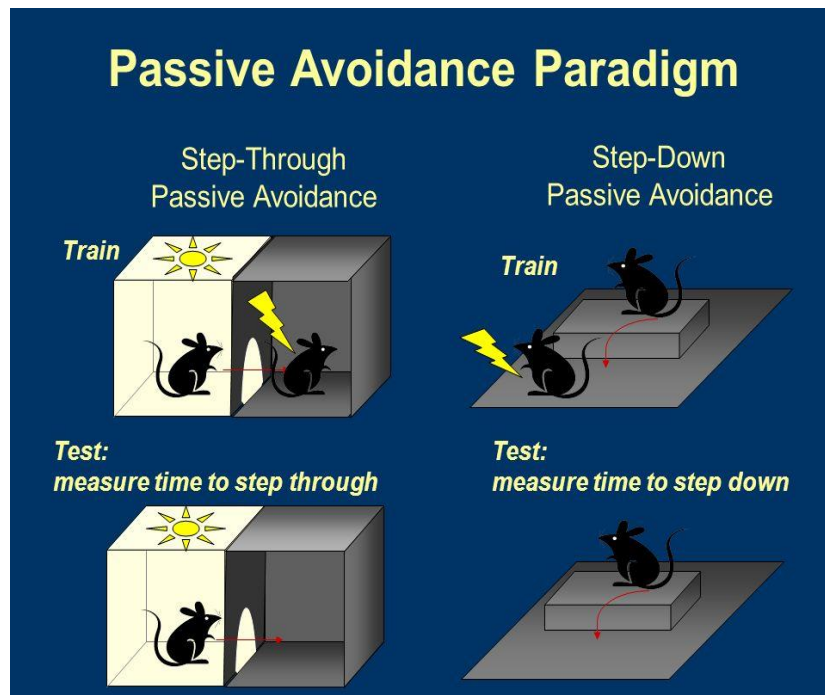 Passive Avoidance Paradigm
Step-Through
Passive Avoidance
Train
Test:
measure time to step through
Step-Down
Passive Avoidance
Train
Test:
measure time to step down